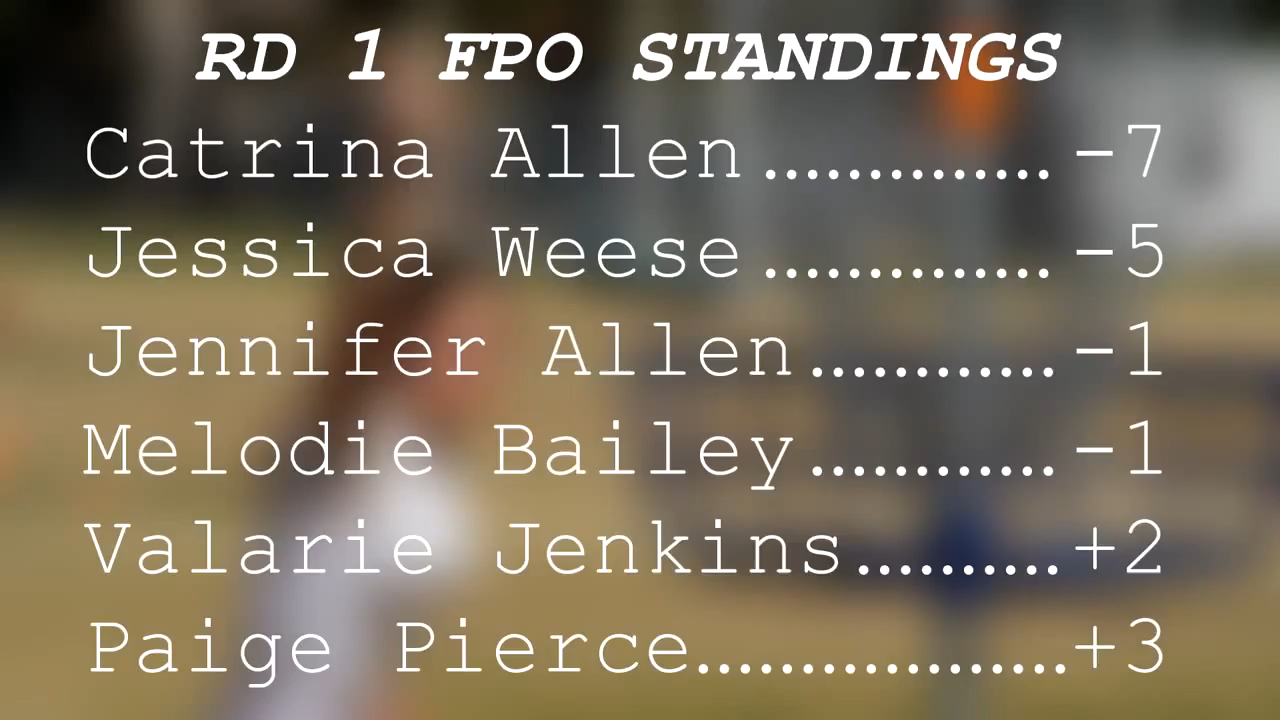 RD 1 FPO STANDINGS
Catrina Allen.............. -7
Jessica Weese.............. -5
Jennifer Allen............ -1
Melodie Bailey............ -1
Valarie Jenkins.......... +2
Paige Pierce..................+3